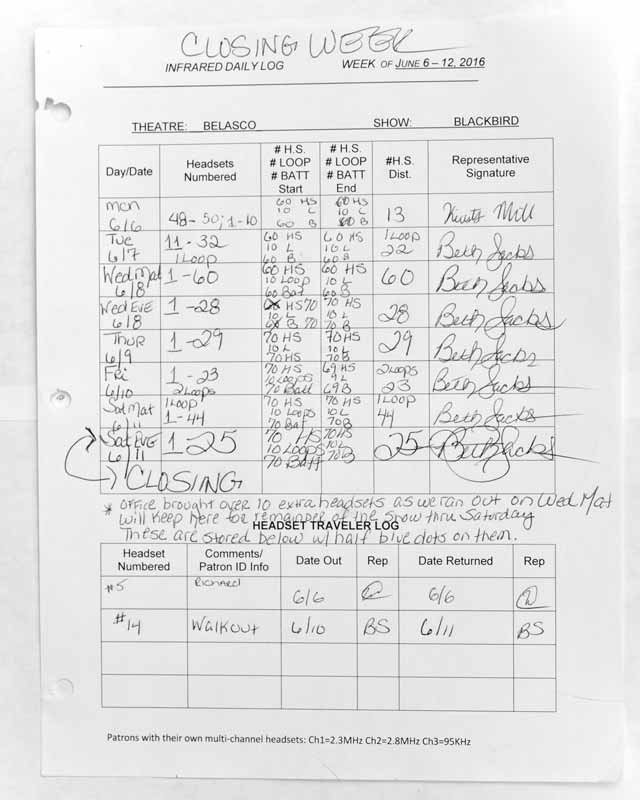 CLOSING WEEK
INFRARED DAILY LOG WEEK OF JUNE 6 – 12, 2016
THEATRE: BELASCO SHOW: BLACKBIRD
Day/Date Headsets Numbered # H.S. # LOOP # BATT Start # H.S. # LOOP # BATT End #H.S. Dist. Representative Signature
Mon 60 HS 60 HS
10 L 10 L
6/6 48-50; 1-10 60 B 60 B 13
Tue 11-32 60 HS 60 HS 1 Loop
10 L 10 L
6/7 1 Loop 60 B 60 B 22 Beth Jacks
Wed Mat 1-60 60 HS 60 HS 60 Beth Jacks
10 Loop 10 L
6/8 60 Bat 60 B
Wed EVE 1-28 HS 70 70 HS 28 Beth Jacks
10 L 10 L
6/8 B 70 70 B
Thur 1-29 70 HS 70 HS 29 Beth Jacks
10 L 10 L
6/9 70 HS 70 B
Fri 1-23 70 HS 69 HS 2 Loops
10 Loops 9 L
6/10 2 Loops 70 Batt 69 B 23 Beth Jacks
Sat Mat 1 Loop 70 HS 70 HS 1 Loop
10 Loops 10 L
6/11 1-44 70 Bat 70 B 44 Beth Jacks
Sat EVE 1-25 70 HS 70 HS 25 Beth Jacks
10 Loops 10 L
6/11 70 Batt 70 B
CLOSING
* OFFICE brought over 10 extra headsets as we ran out on Wed Mat
Will Keep here for remainder of the show thru Saturday
HEADSET TRAVELER LOG
These are stored below w/ half blue dots on them.
Headset Numbered Comments/ Patron ID Info Date Out Rep Date Returned Rep
#5 Richard 6/6 6/6
#14 Walkout 6/10 BS 6/11 BS
Patrons with their own multi-channel headsets: Ch1=2.3MHz Ch2=2.8MHz Ch3=95KHz